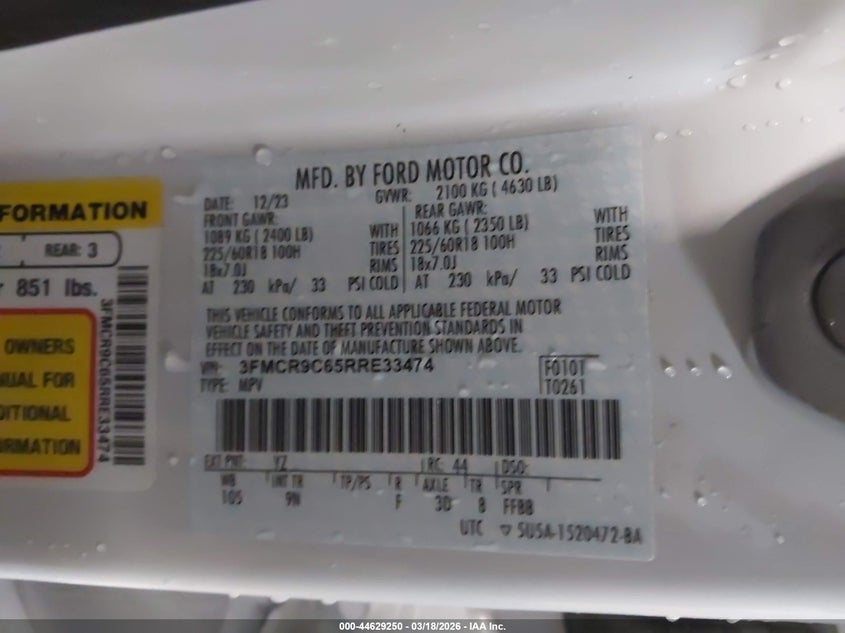 FORMATION
REAR: 3
851 lbs.
OWNERS
FOR
3FMCR9C65RRE33474
MFD. BY FORD MOTOR CO.
DATE: 12/23 GVWR: 2100 KG ( 4630 LB)
FRONT GAWR: REAR GAWR:
1089 KG ( 2400 LB) WITH 1066 KG ( 2350 LB) WITH
225/60R18 100H TIRES 225/60R18 100H TIRES
18x7.0J RIMS 18x7.0J RIMS
AT 230 kPa/ 33 PSI COLD AT 230 kPa/ 33 PSI COLD
THIS VEHICLE CONFORMS TO ALL APPLICABLE FEDERAL MOTOR
VEHICLE SAFETY AND THEFT PREVENTION STANDARDS IN
EFFECT ON THE DATE OF MANUFACTURE SHOWN ABOVE.
VIN: 3FMCR9C65RRE33474 F0101
TYPE: MPV T0261
EXT PNT: YZ RC: 44 DSO:
WB INT TR TP/PS R AXLE TR SPR
105 9N F 3D 8 FFBB
UTC ▽ 5U5A-1520472-BA
000-44629250 - 03/18/2026 - IAA, Inc.